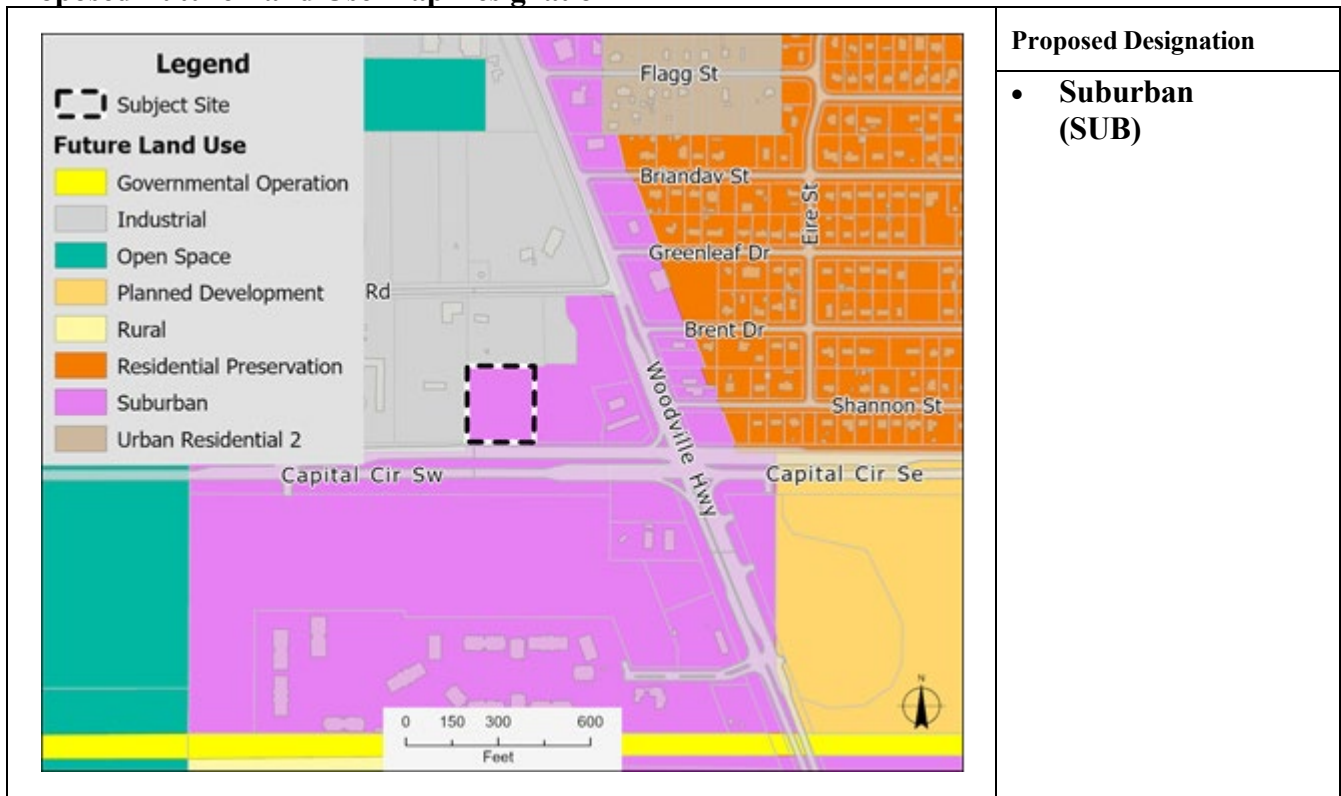 Proposed Designation
• Suburban
(SUB)
Legend
Subject Site
Future Land Use
Governmental Operation
Industrial
Open Space
Planned Development
Rural
Residential Preservation
Suburban
Urban Residential 2
Flagg St
Briandav St
Eire St
Greenleaf Dr
Rd
Brent Dr
Woodville Hwy
Shannon St
Capital Cir Sw
Capital Cir Se
N
0 150 300 600
Feet